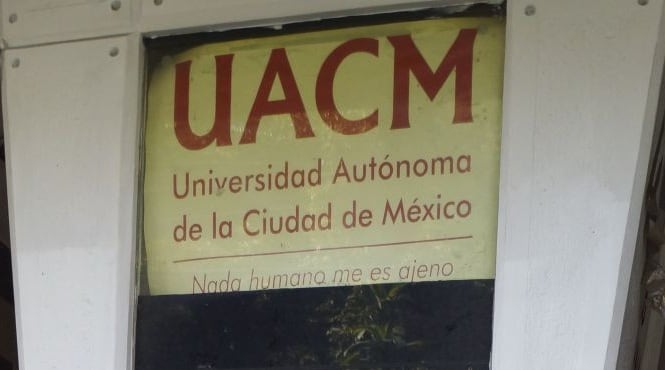 UACM
Universidad Autónoma
de la Ciudad de México
Nada humano me es ajeno